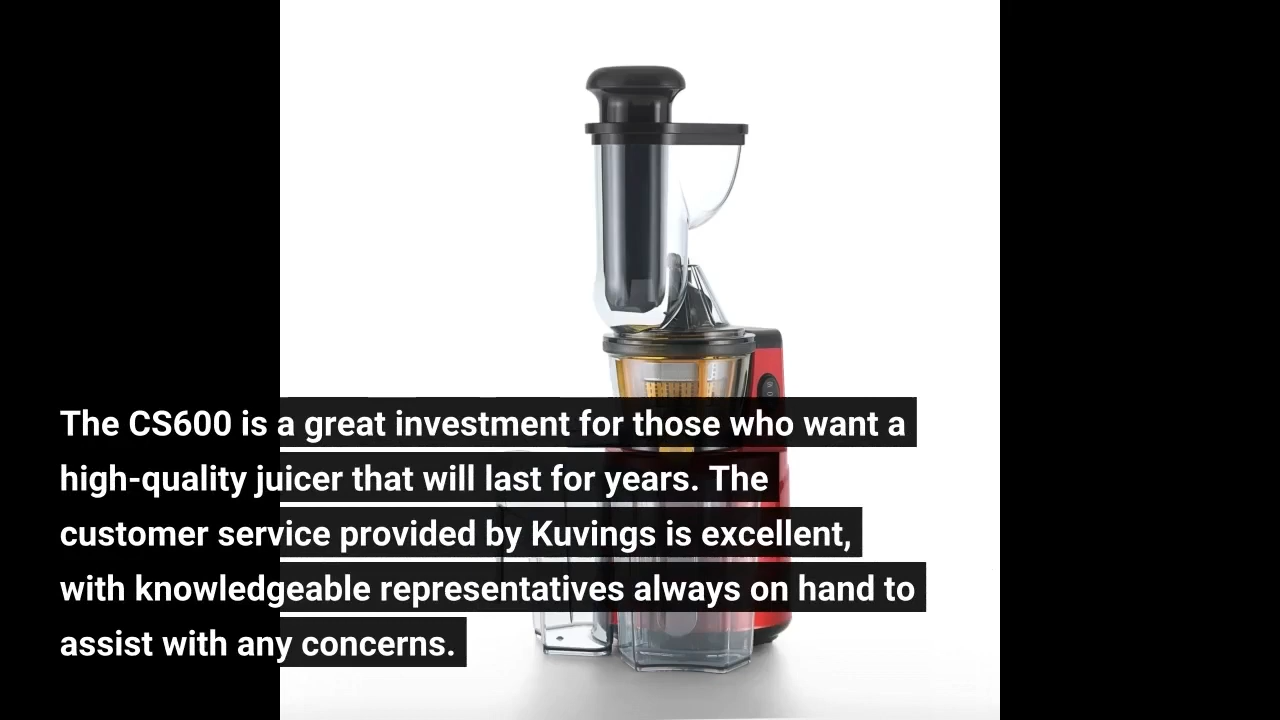 The CS600 is a great investment for those who want a
high-quality juicer that will last for years. The
customer service provided by Kuvings is excellent,
with knowledgeable representatives always on hand to
assist with any concerns.